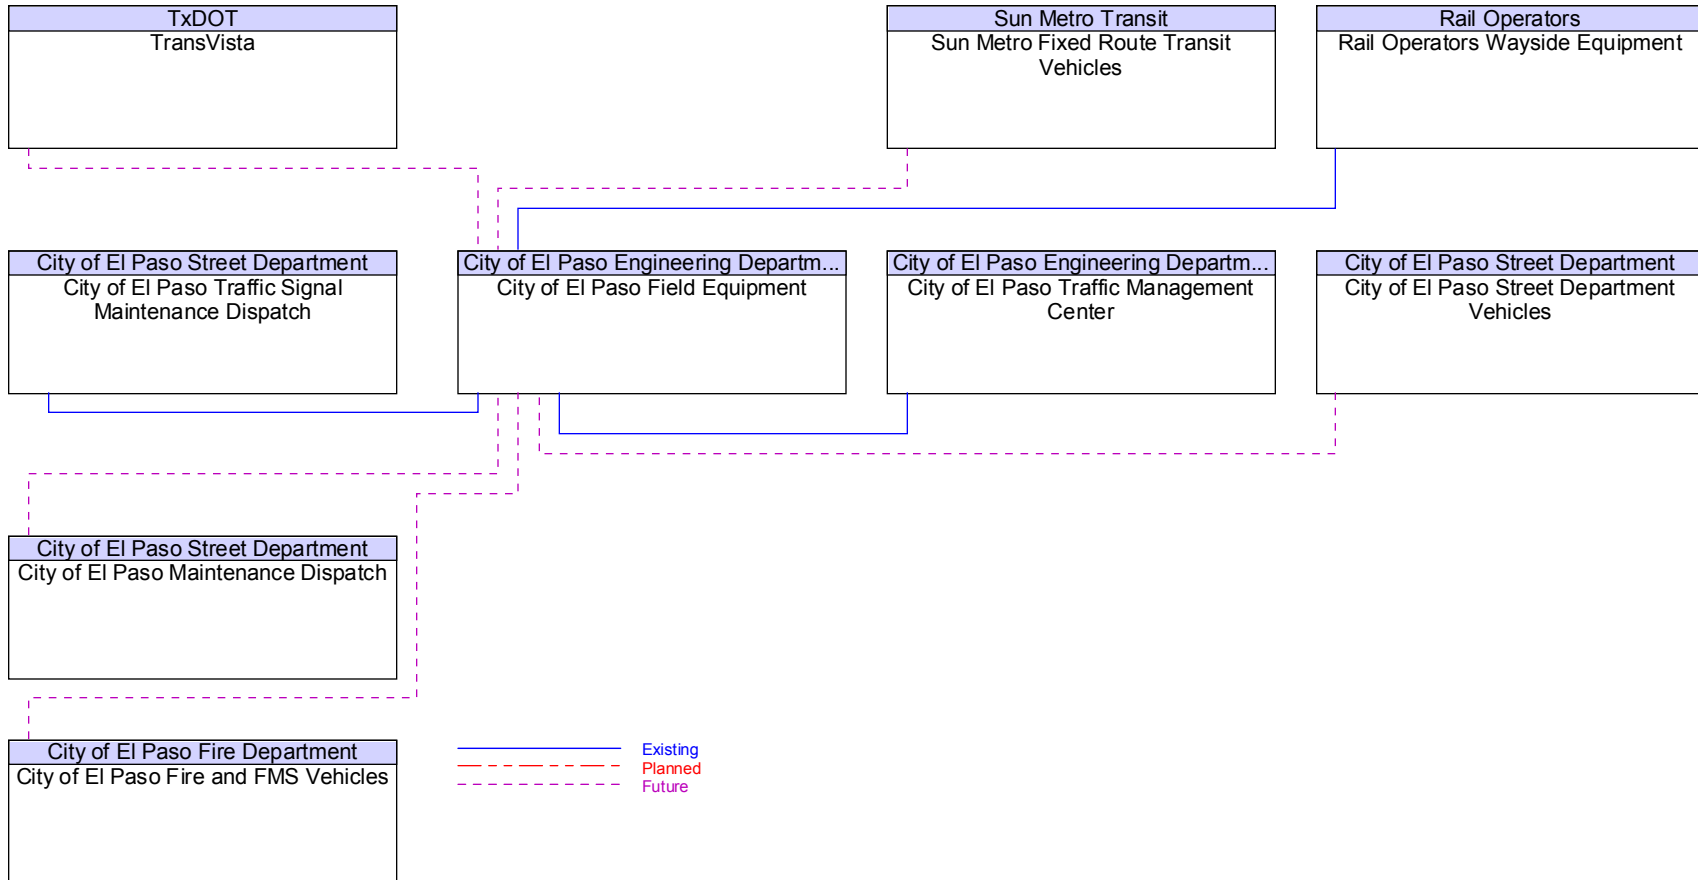 TxDOT
TransVista
Sun Metro Transit
Sun Metro Fixed Route Transit
Vehicles
Rail Operators
Rail Operators Wayside Equipment
City of El Paso Street Department
City of El Paso Traffic Signal
Maintenance Dispatch
City of El Paso Engineering Departm...
City of El Paso Field Equipment
City of El Paso Engineering Departm...
City of El Paso Traffic Management
Center
City of El Paso Street Department
City of El Paso Street Department
Vehicles
City of El Paso Street Department
City of El Paso Maintenance Dispatch
City of El Paso Fire Department
City of El Paso Fire and FMS Vehicles
Existing
Planned
Future